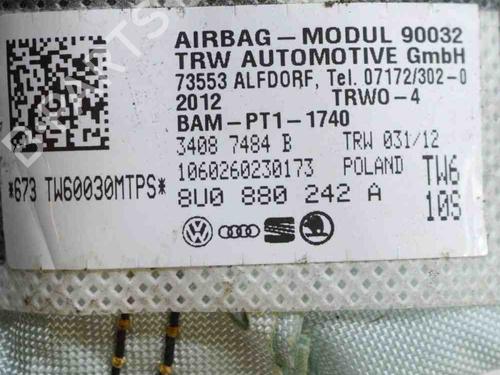 AIRBAG-MODUL 90032
TRW AUTOMOTIVE GmbH
73553 ALFDORF, Tel. 07172/302-0
2012 TRWO-4
BAM-PT1-1740
3408 7484 B TRW 031/12
1060260230173 POLAND TW6
*673 TW60030MTPS*
8U0 880 242 A 10S